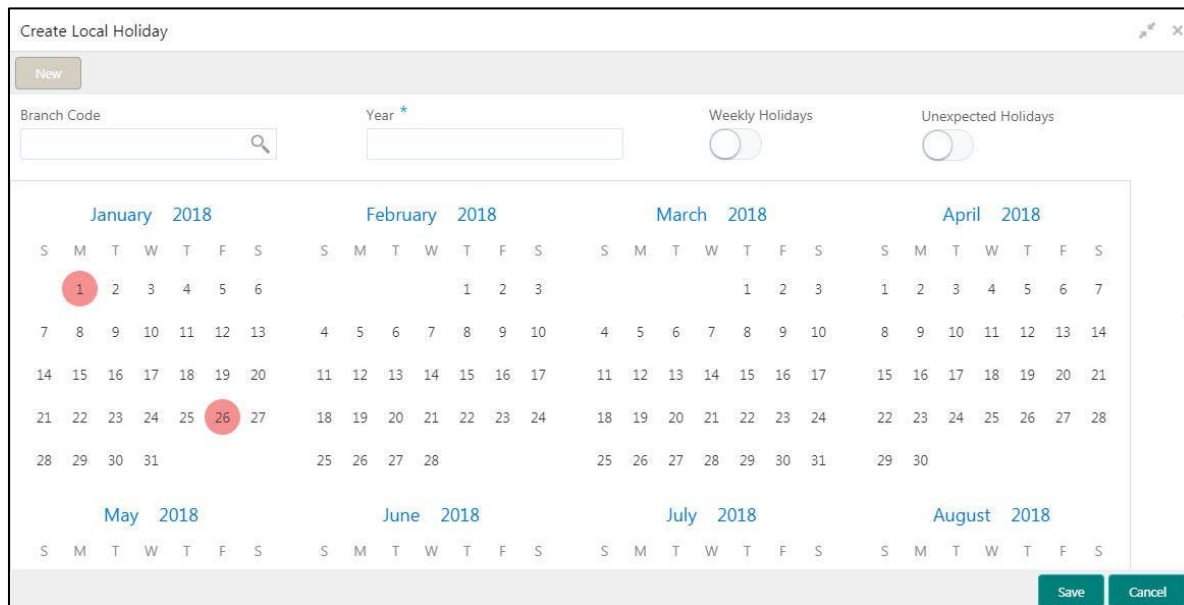 Create Local Holiday
New
Branch Code Year * Weekly Holidays Unexpected Holidays
January 2018 February 2018 March 2018 April 2018
S M T W T F S S M T W T F S S M T W T F S S M T W T F S
1 2 3 4 5 6 1 2 3 1 2 3 1 2 3 4 5 6 7
7 8 9 10 11 12 13 4 5 6 7 8 9 10 4 5 6 7 8 9 10 8 9 10 11 12 13 14
14 15 16 17 18 19 20 11 12 13 14 15 16 17 11 12 13 14 15 16 17 15 16 17 18 19 20 21
21 22 23 24 25 26 27 18 19 20 21 22 23 24 18 19 20 21 22 23 24 22 23 24 25 26 27 28
28 29 30 31 25 26 27 28 25 26 27 28 29 30 31 29 30
May 2018 June 2018 July 2018 August 2018
S M T W T F S S M T W T F S S M T W T F S S M T W T F S
Save Cancel